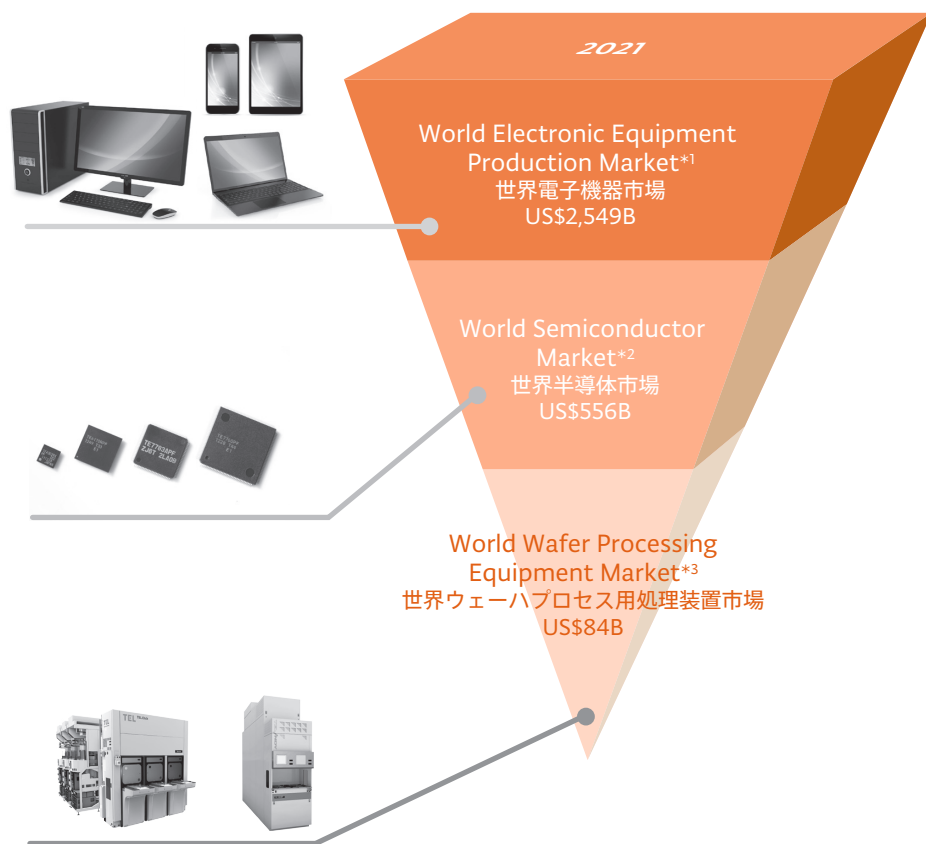 2021
World Electronic Equipment
Production Market*1
世界電子機器市場
US$2,549B
World Semiconductor
Market*2
世界半導体市場
US$556B
TE7763APF
World Wafer Processing
Equipment Market*3
世界ウェーハプロセス用処理装置市場
US$84B
TEL